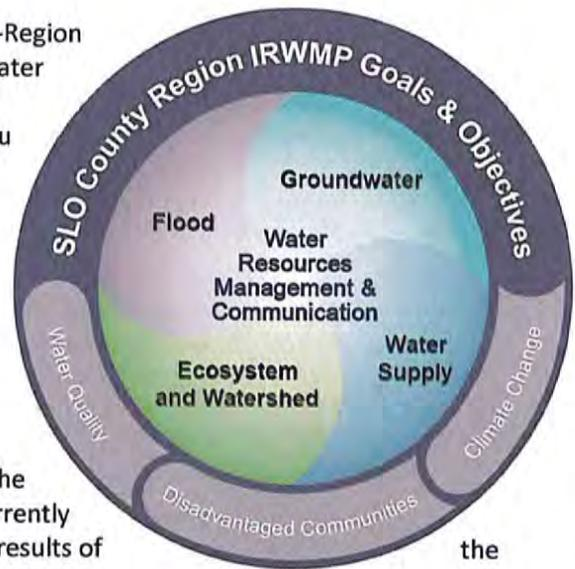 -Region
ater
u
SLO County Region IRWMP Goals & Objectives
Groundwater
Flood
Water
Resources
Management &
Communication
Water
Supply
Ecosystem
and Watershed
Water Quality
Disadvantaged Communities
Climate Change
he
rrently
results of the